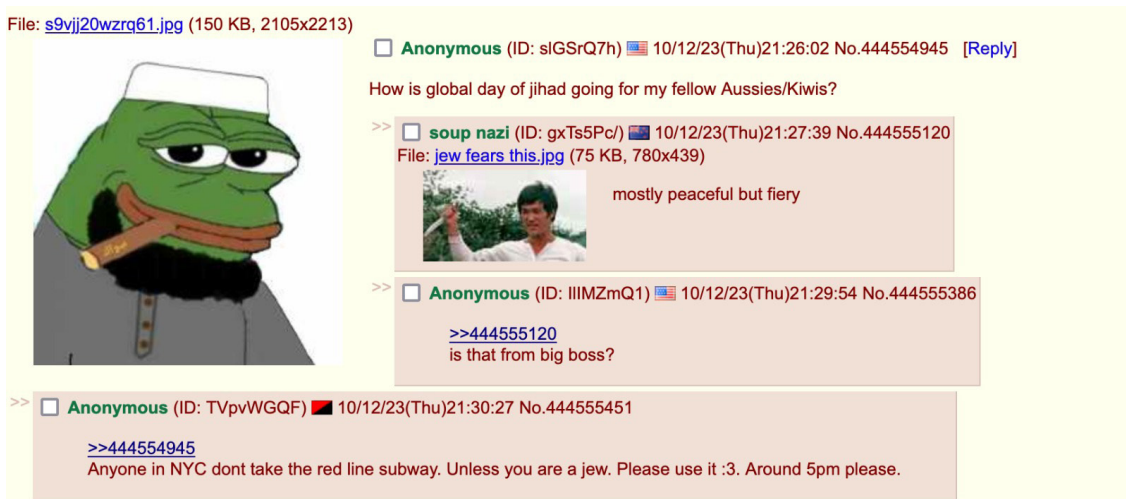 File: s9vjj20wzrq61.jpg (150 KB, 2105x2213)
Anonymous (ID: slGSrQ7h) 10/12/23(Thu)21:26:02 No.444554945 [Reply]
How is global day of jihad going for my fellow Aussies/Kiwis?
>> soup nazi (ID: gxTs5Pc/) 10/12/23(Thu)21:27:39 No.444555120
File: jew fears this.jpg (75 KB, 780x439)
mostly peaceful but fiery
>> Anonymous (ID: IlIMZmQ1) 10/12/23(Thu)21:29:54 No.444555386
>>444555120
is that from big boss?
>> Anonymous (ID: TVpvWGQF) 10/12/23(Thu)21:30:27 No.444555451
>>444554945
Anyone in NYC dont take the red line subway. Unless you are a jew. Please use it :3. Around 5pm please.